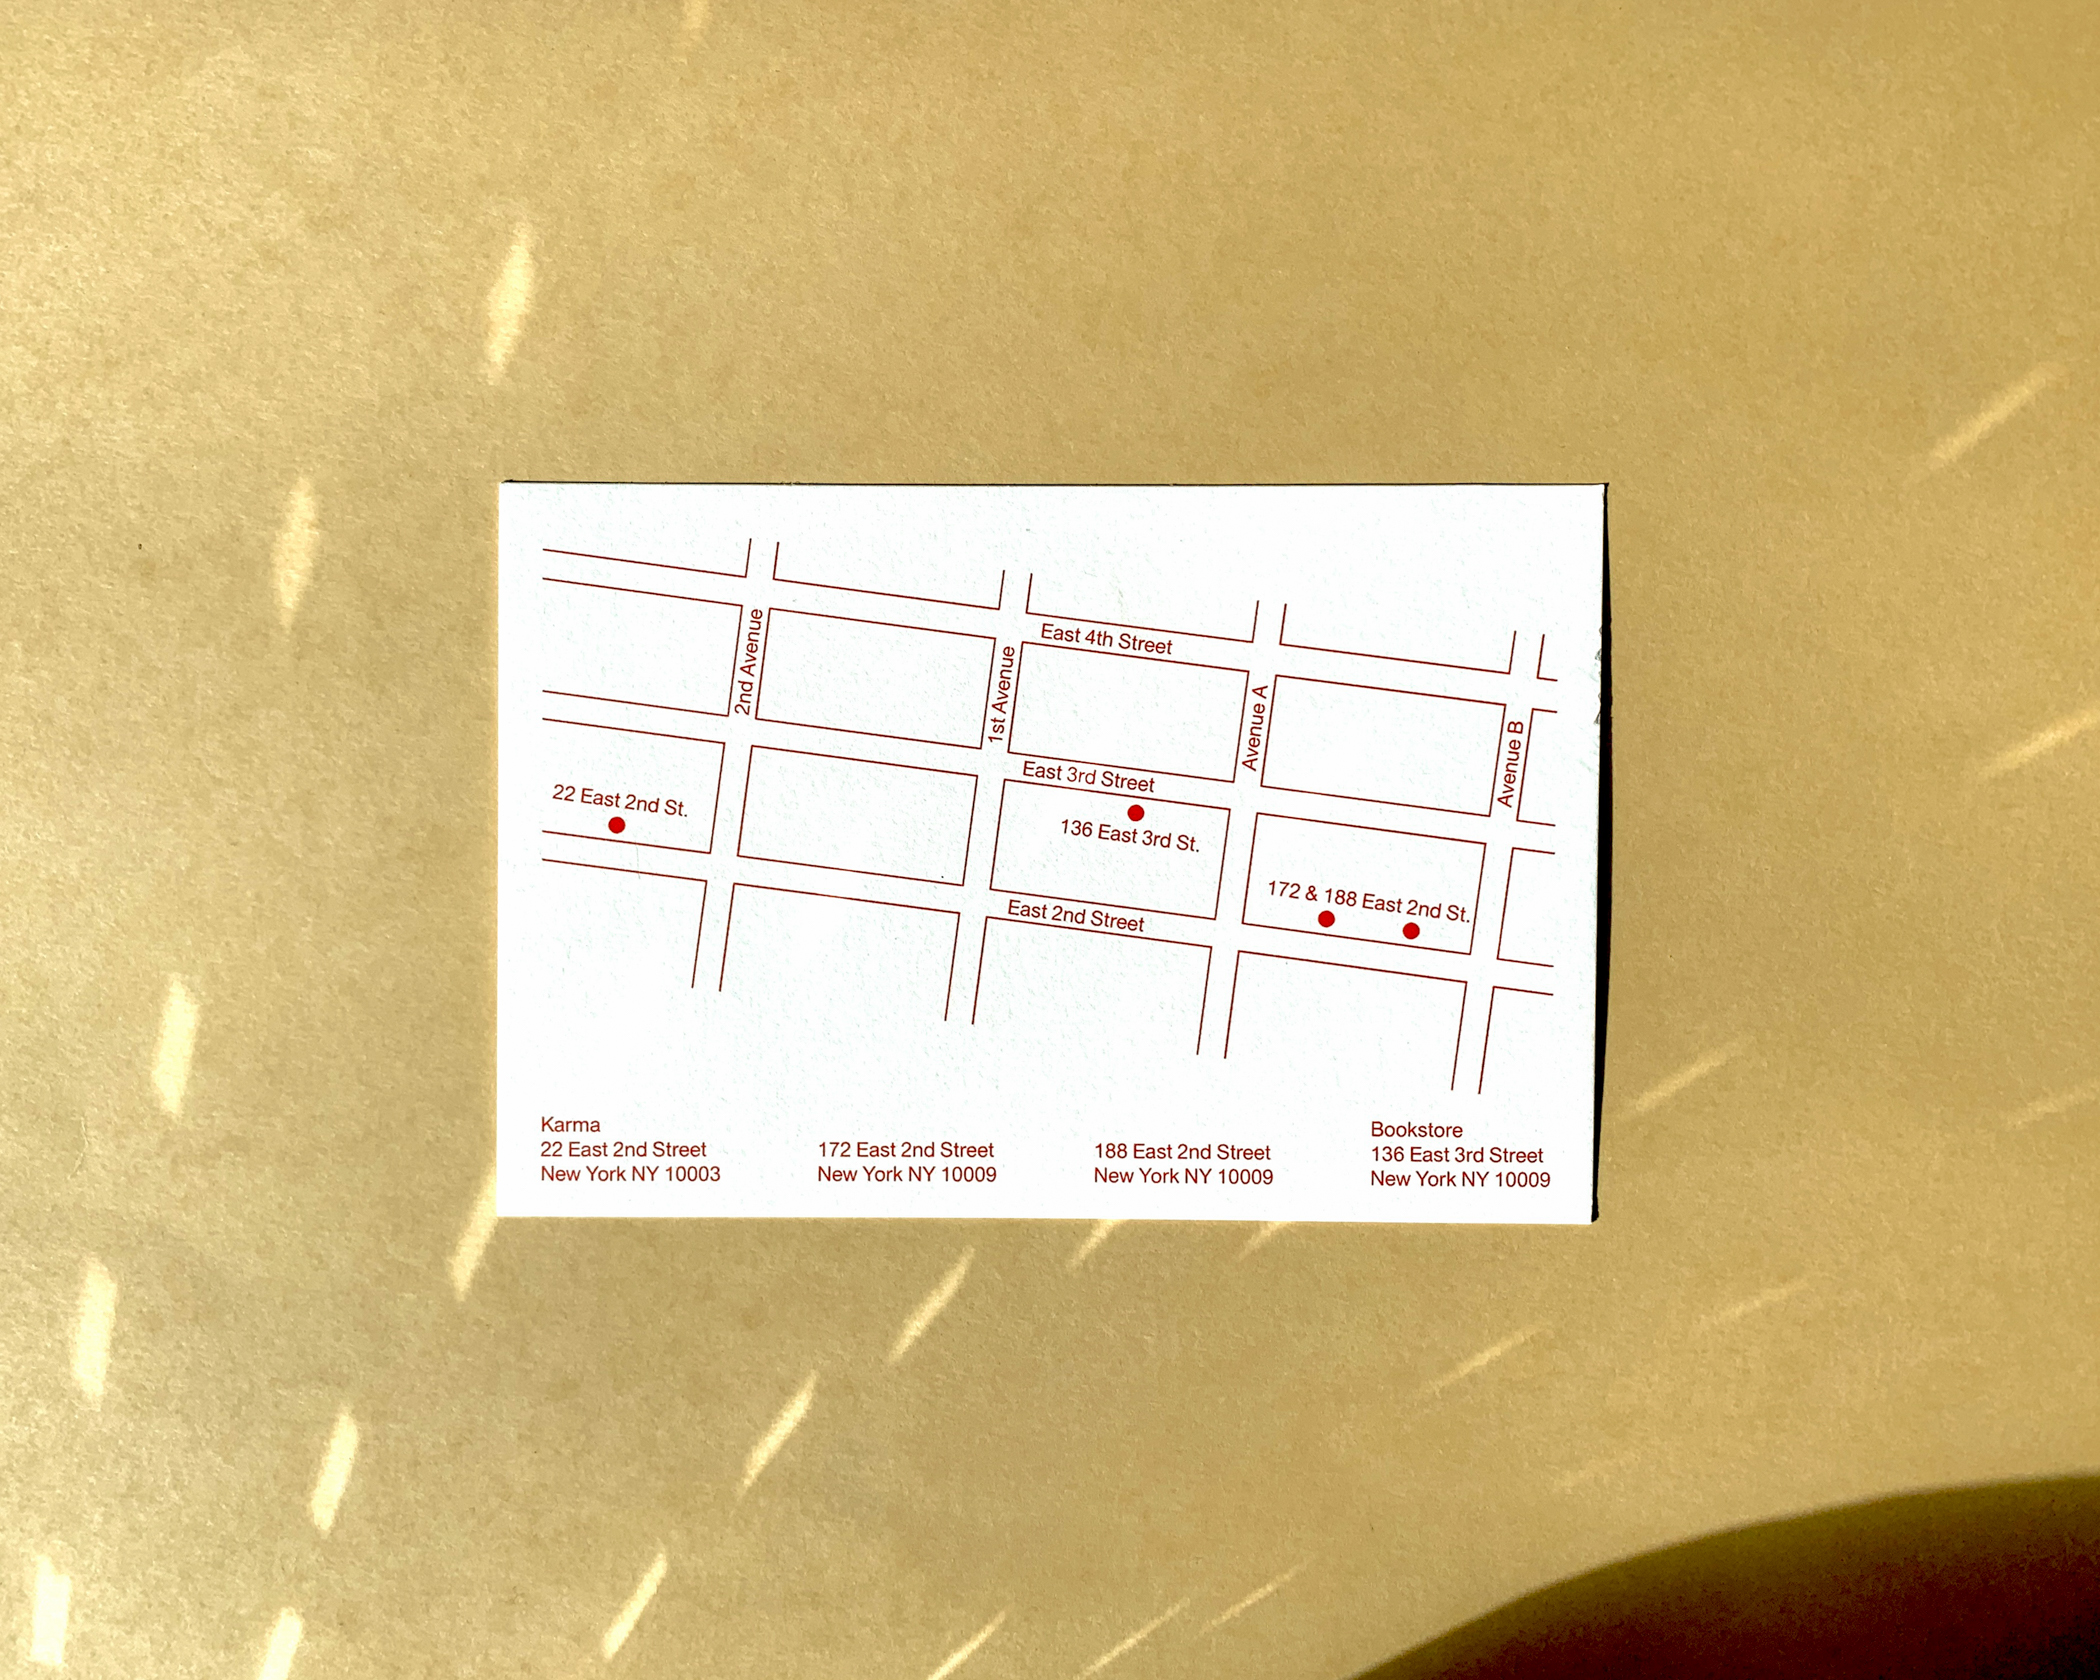 East 4th Street
2nd Avenue
1st Avenue
Avenue A
Avenue B
East 3rd Street
22 East 2nd St.
136 East 3rd St.
172 & 188 East 2nd St.
East 2nd Street
Karma
22 East 2nd Street
New York NY 10003
172 East 2nd Street
New York NY 10009
188 East 2nd Street
New York NY 10009
Bookstore
136 East 3rd Street
New York NY 10009